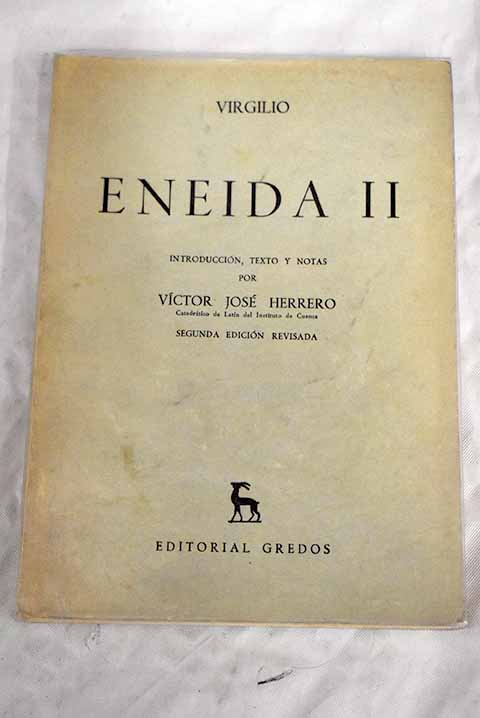 VIRGILIO
ENEIDA II
INTRODUCCIÓN, TEXTO Y NOTAS
POR
VÍCTOR JOSÉ HERRERO
Catedrático de Latín del Instituto de Cuenca
SEGUNDA EDICIÓN REVISADA
EDITORIAL GREDOS